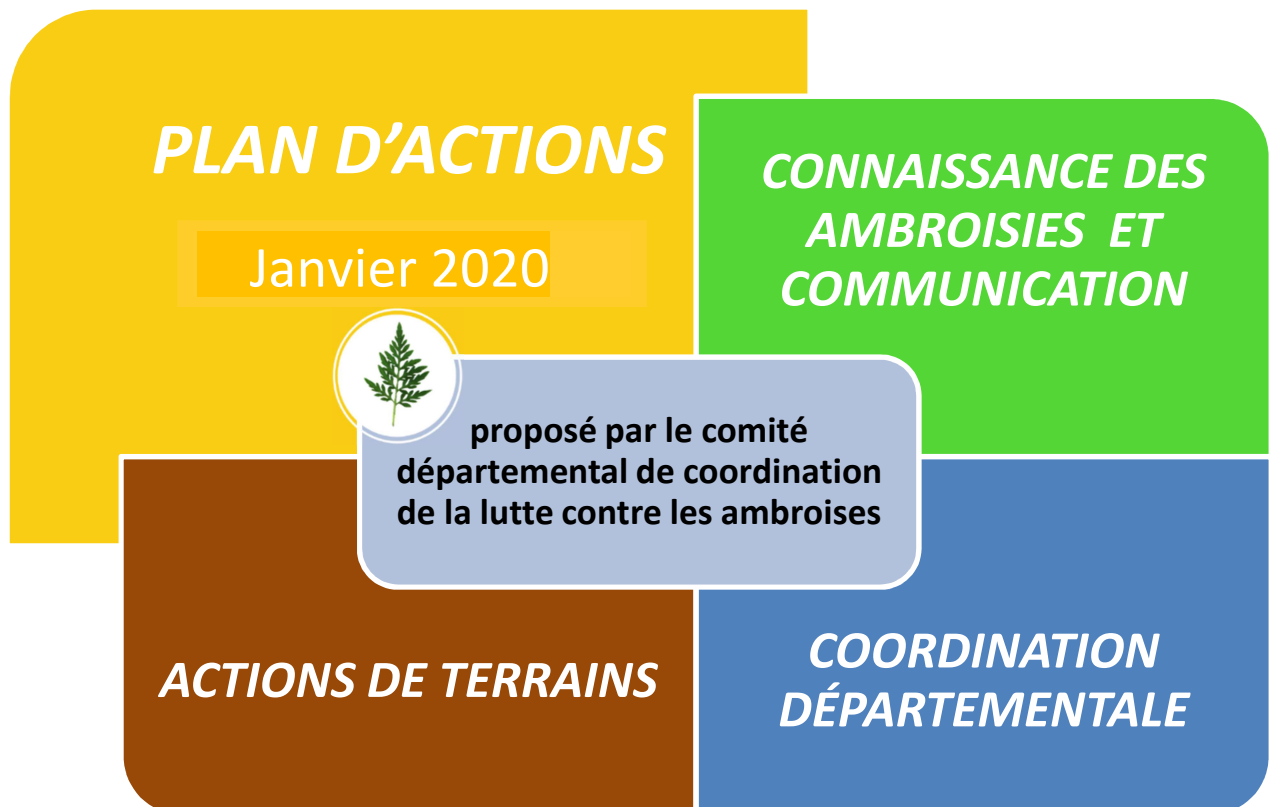 PLAN D’ACTIONS
Janvier 2020
CONNAISSANCE DES
AMBROISIES ET
COMMUNICATION
proposé par le comité
départemental de coordination
de la lutte contre les ambroises
ACTIONS DE TERRAINS
COORDINATION
DÉPARTEMENTALE